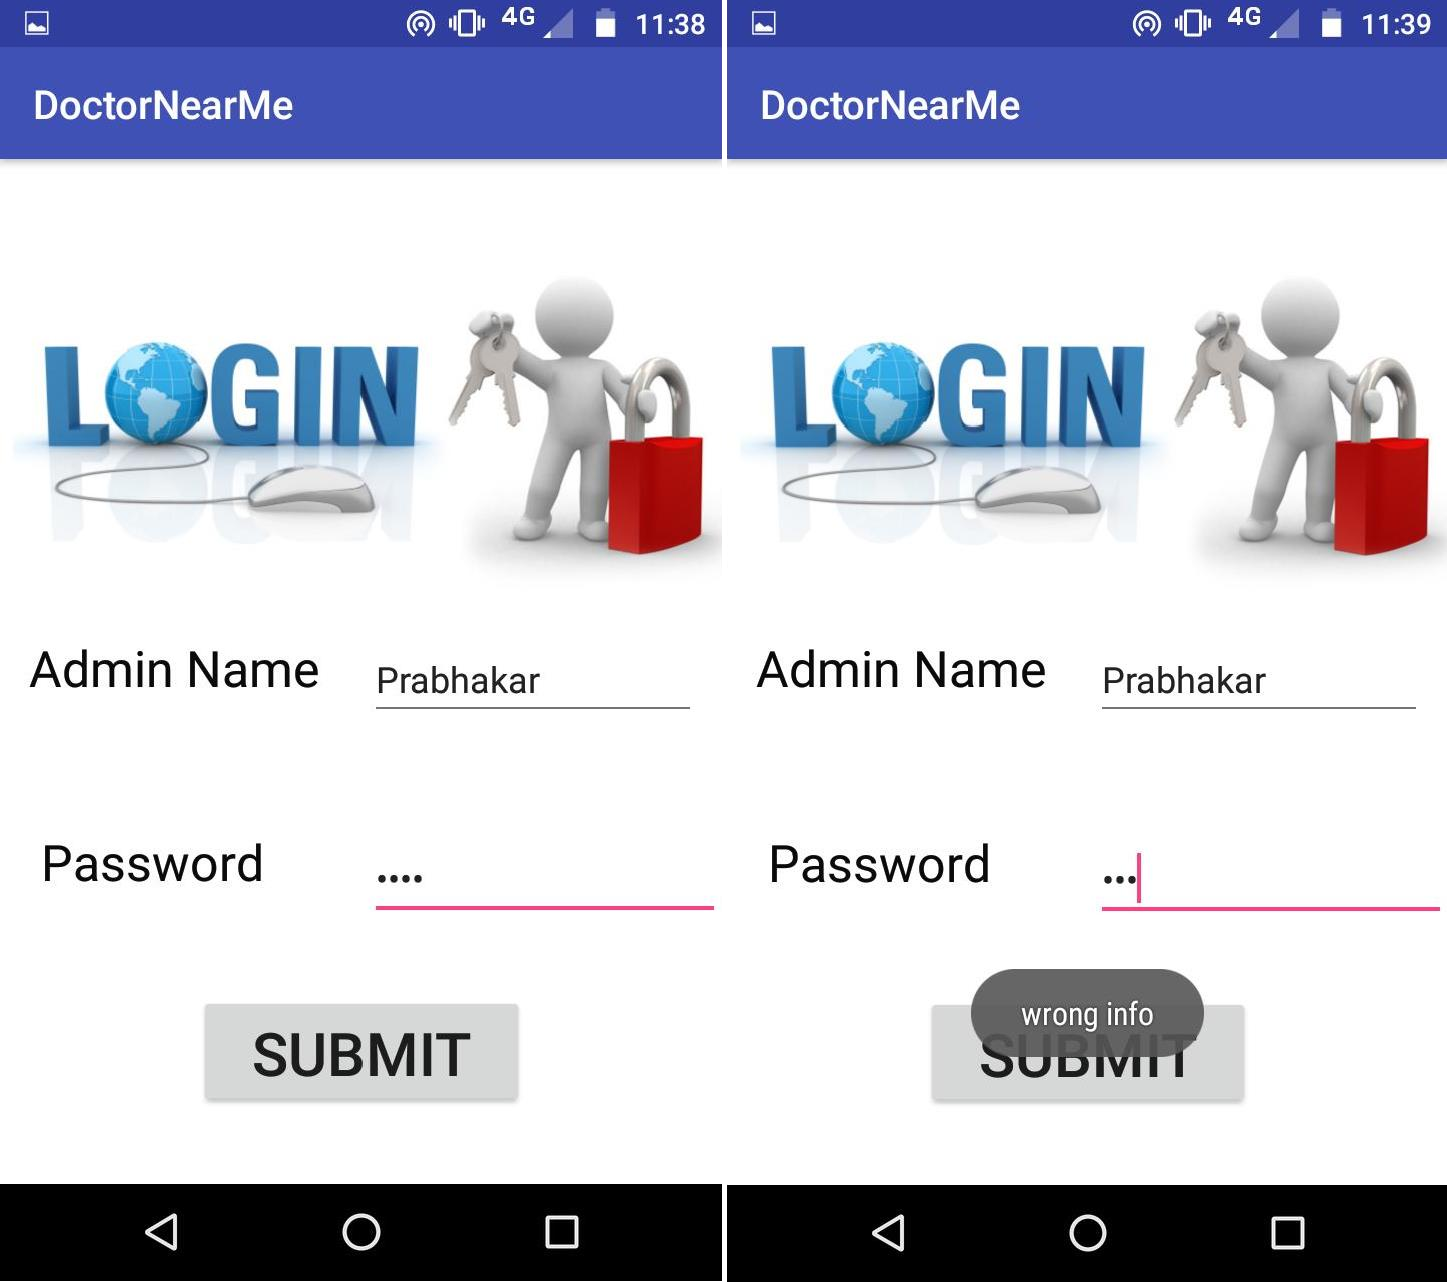 4G 11:38
DoctorNearMe
LOGIN
Admin Name Prabhakar
Password ....
SUBMIT
4G 11:39
DoctorNearMe
LOGIN
Admin Name Prabhakar
Password ...
wrong info
SUBMIT